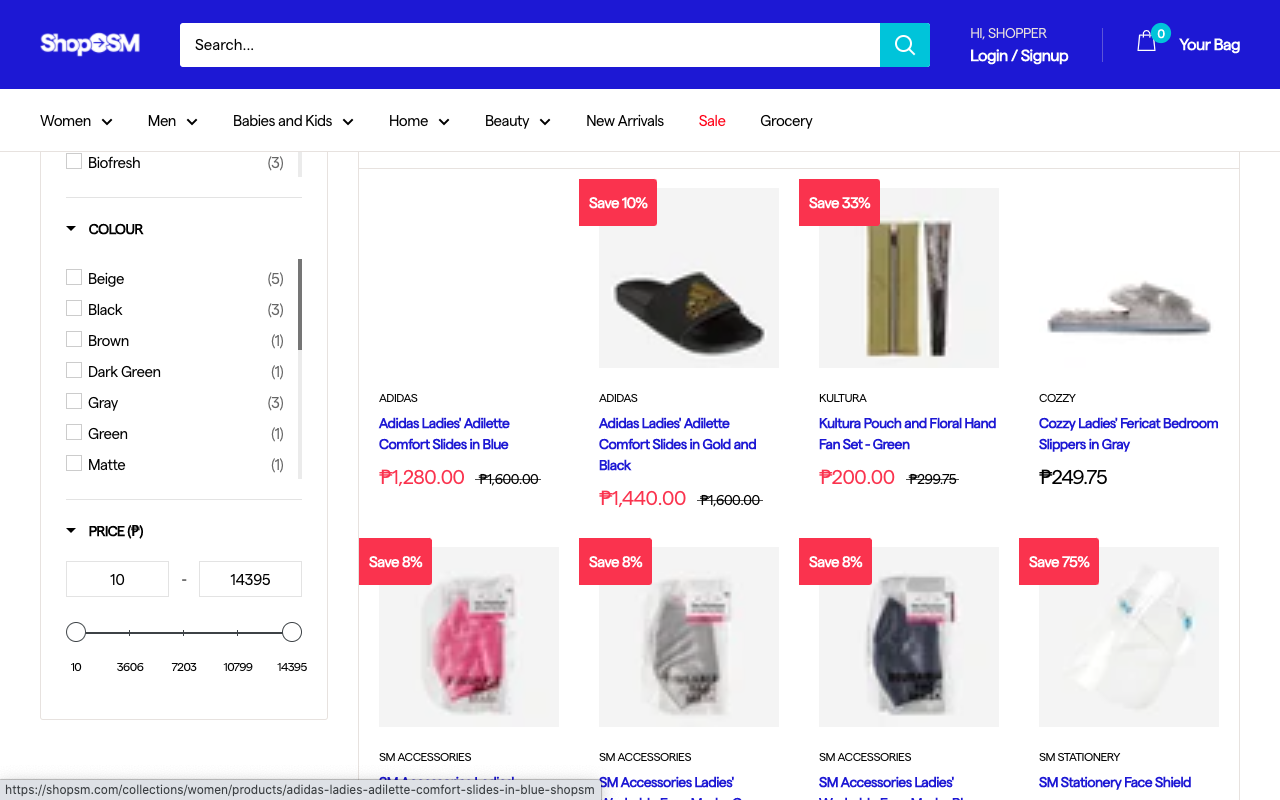 ShopSM
Search...
HI, SHOPPER
Login / Signup
0
Your Bag
Women
Men
Babies and Kids
Home
Beauty
New Arrivals
Sale
Grocery
Biofresh (3)
COLOUR
Beige (5)
Black (3)
Brown (1)
Dark Green (1)
Gray (3)
Green (1)
Matte (1)
PRICE (₱)
10 - 14395
10 3606 7203 10799 14395
ADIDAS
Adidas Ladies' Adilette
Comfort Slides in Blue
₱1,280.00 ₱1,600.00
Save 10%
ADIDAS
Adidas Ladies' Adilette
Comfort Slides in Gold and
Black
₱1,440.00 ₱1,600.00
Save 33%
KULTURA
Kultura Pouch and Floral Hand
Fan Set - Green
₱200.00 ₱299.75
COZZY
Cozzy Ladies' Fericat Bedroom
Slippers in Gray
₱249.75
Save 8%
SM ACCESSORIES
SM Accessories Ladies'
Save 8%
SM ACCESSORIES
SM Accessories Ladies'
Save 8%
SM ACCESSORIES
SM Accessories Ladies'
Save 75%
SM STATIONERY
SM Stationery Face Shield
https://shopsm.com/collections/women/products/adidas-ladies-adilette-comfort-slides-in-blue-shopsm